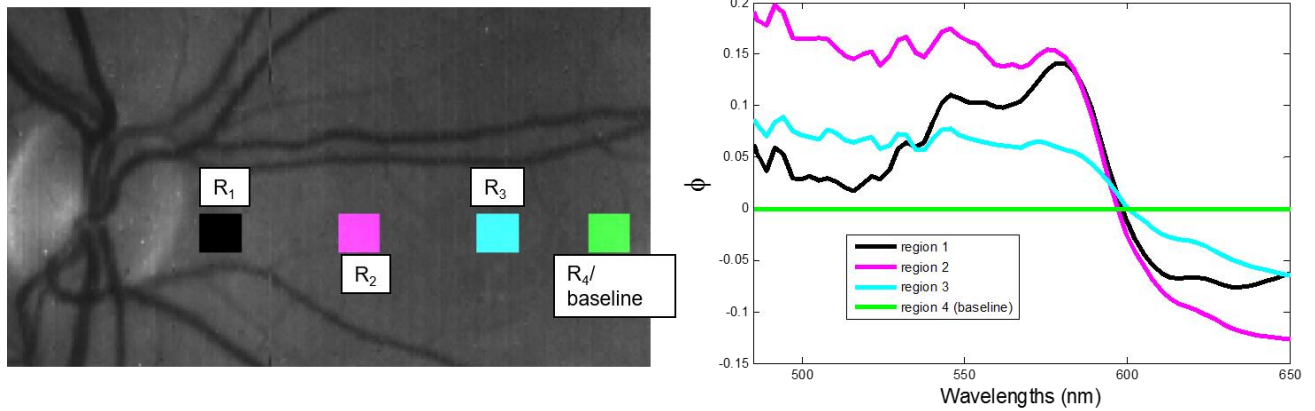 R1
R2
R3
R4/
baseline
0.2
0.15
0.1
0.05
0
-0.05
-0.1
-0.15
ϕ
region 1
region 2
region 3
region 4 (baseline)
500 550 600 650
Wavelengths (nm)